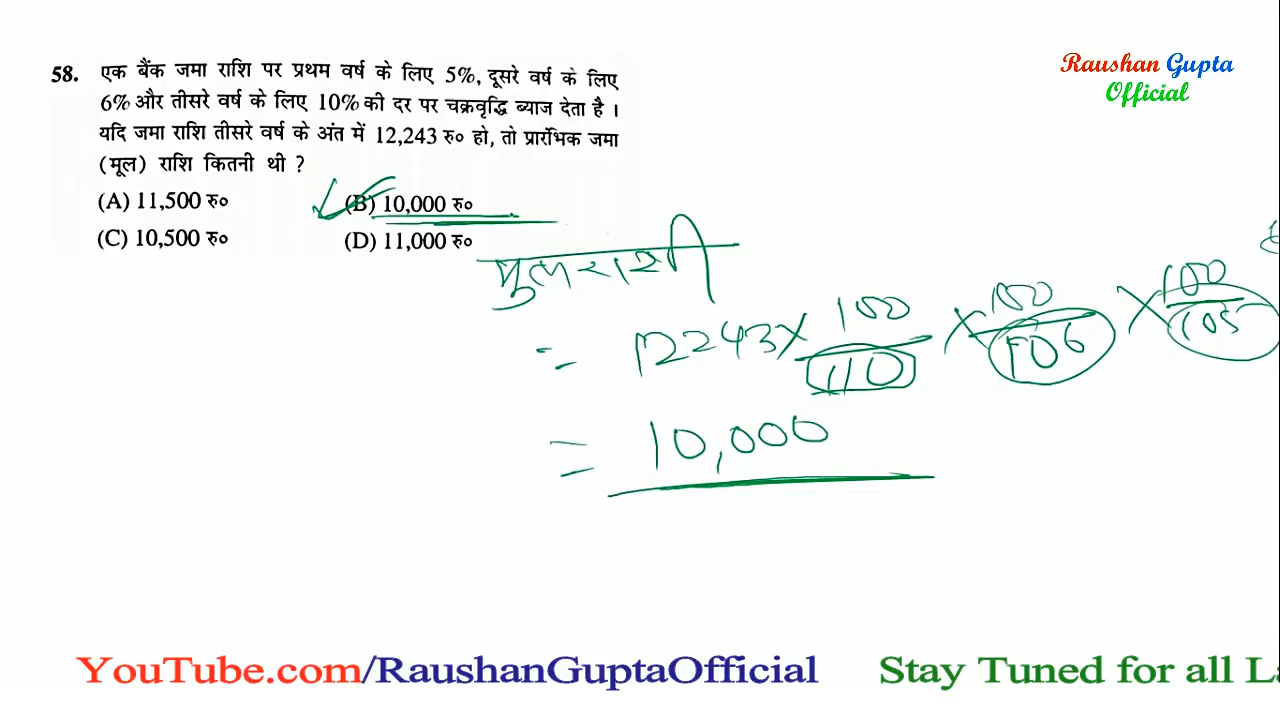 58. एक बैंक जमा राशि पर प्रथम वर्ष के लिए 5%, दूसरे वर्ष के लिए
6% और तीसरे वर्ष के लिए 10% की दर पर चक्रवृद्धि ब्याज देता है ।
यदि जमा राशि तीसरे वर्ष के अंत में 12,243 रु० हो, तो प्रारंभिक जमा
(मूल) राशि कितनी थी ?
(A) 11,500 रु० (B) 10,000 रु०
(C) 10,500 रु० (D) 11,000 रु०
Raushan Gupta
Official
मुलराशी
= 12243 × 100/110 × 100/106 × 100/105
= 10,000
YouTube.com/RaushanGuptaOfficial Stay Tuned for all La